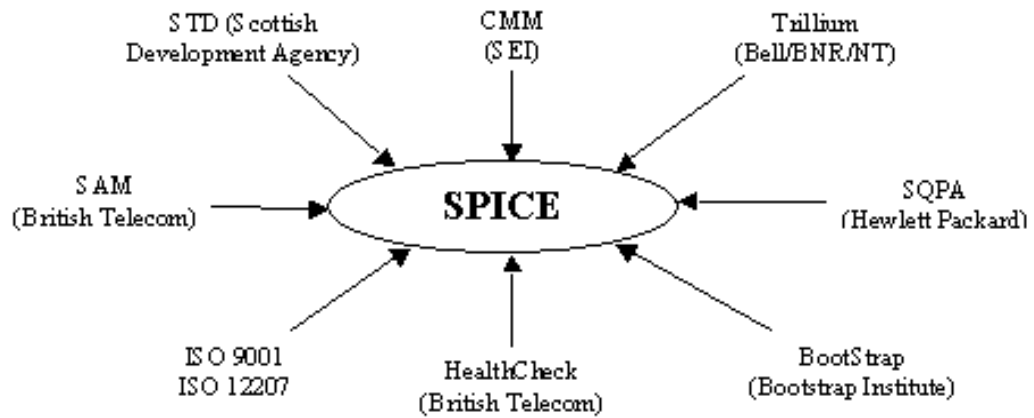 STD (Scottish
Development Agency)
CMM
(SEI)
Trillium
(Bell/BNR/NT)
SAM
(British Telecom)
SPICE
SQPA
(Hewlett Packard)
ISO 9001
ISO 12207
HealthCheck
(British Telecom)
BootStrap
(Bootstrap Institute)